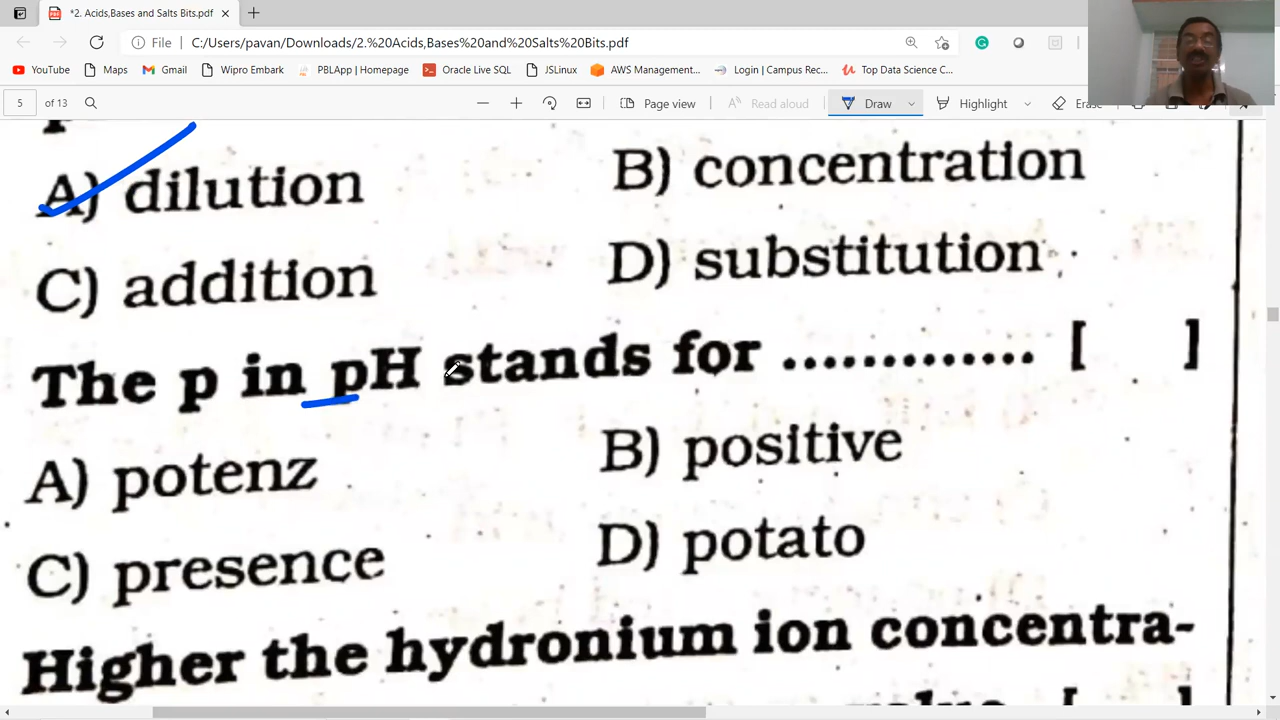 *2. Acids,Bases and Salts Bits.pdf
File C:/Users/pavan/Downloads/2.%20Acids,Bases%20and%20Salts%20Bits.pdf
YouTube Maps Gmail Wipro Embark PBLApp | Homepage Oracle Live SQL JSLinux AWS Management... Login | Campus Rec... Top Data Science C...
5 of 13 Page view Read aloud Draw Highlight Erase
A) dilution B) concentration
C) addition D) substitution
The p in pH stands for ............. [ ]
A) potenz B) positive
C) presence D) potato
Higher the hydronium ion concentra-